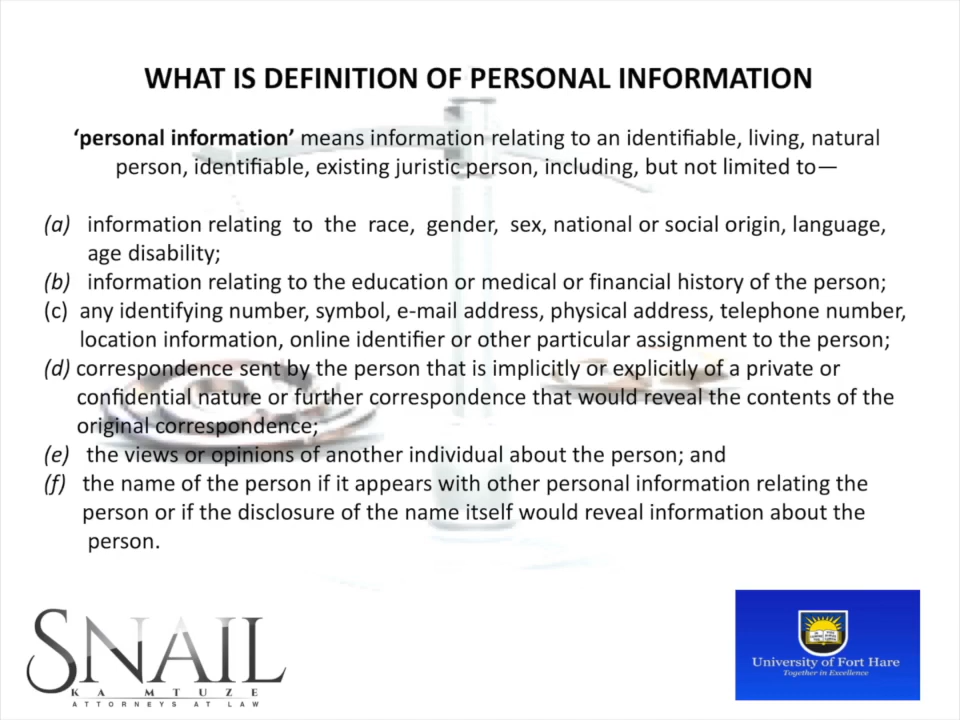 WHAT IS DEFINITION OF PERSONAL INFORMATION
‘personal information’ means information relating to an identifiable, living, natural
person, identifiable, existing juristic person, including, but not limited to—
(a) information relating to the race, gender, sex, national or social origin, language,
age disability;
(b) information relating to the education or medical or financial history of the person;
(c) any identifying number, symbol, e-mail address, physical address, telephone number,
location information, online identifier or other particular assignment to the person;
(d) correspondence sent by the person that is implicitly or explicitly of a private or
confidential nature or further correspondence that would reveal the contents of the
original correspondence;
(e) the views or opinions of another individual about the person; and
(f) the name of the person if it appears with other personal information relating the
person or if the disclosure of the name itself would reveal information about the
person.
SNAIL
KA MTUZE
ATTORNEYS AT LAW
University of Fort Hare
Together in Excellence